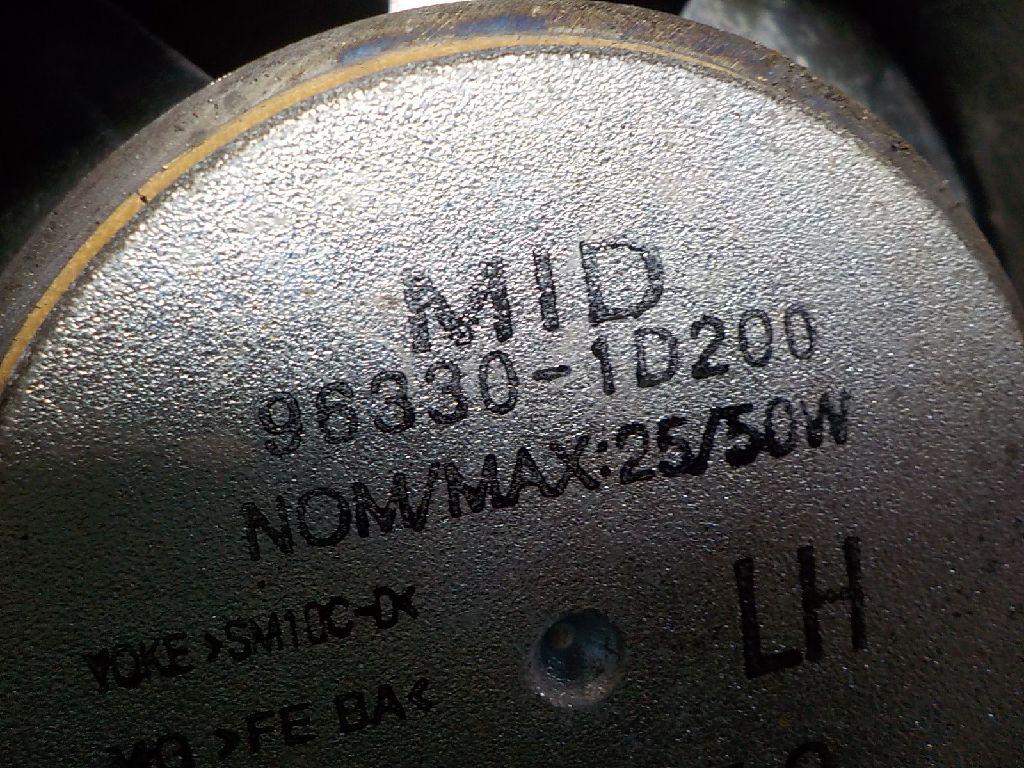 MID
96330-1D200
NOM/MAX:25/50W
LH
YOKE >SM10C-D<
>FE BA<